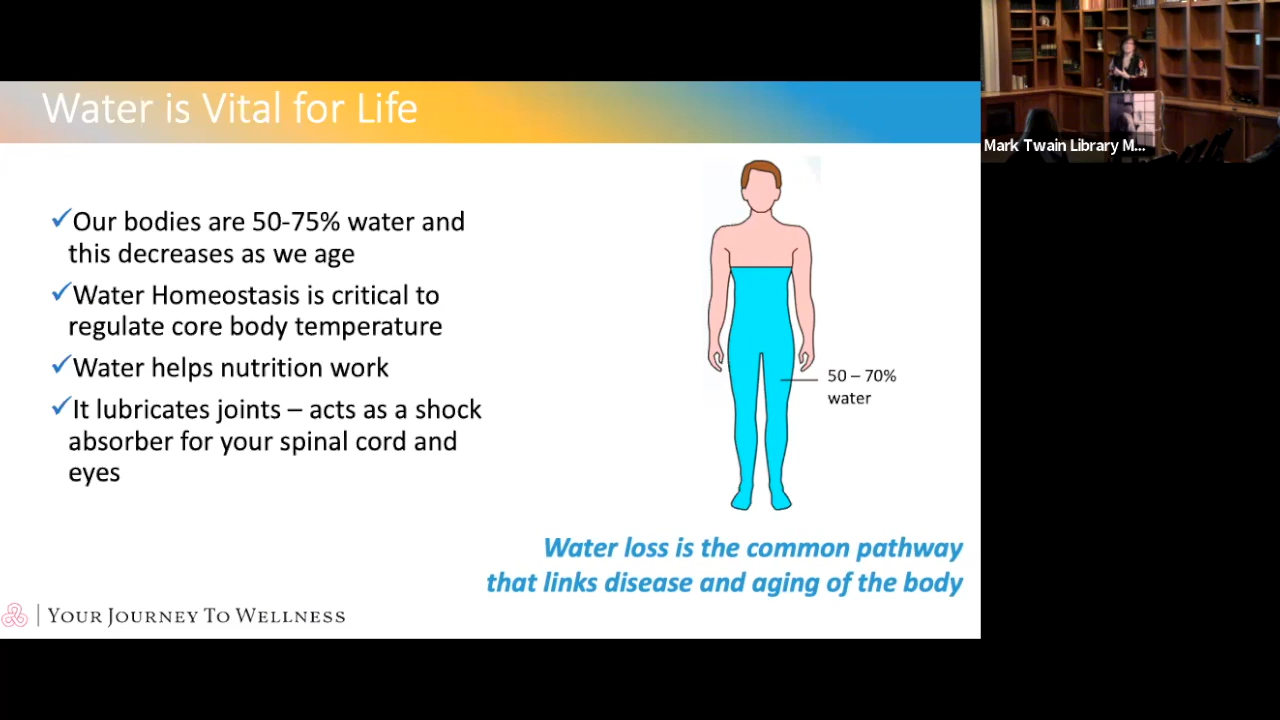 Water is Vital for Life
✓Our bodies are 50-75% water and
this decreases as we age
✓Water Homeostasis is critical to
regulate core body temperature
✓Water helps nutrition work
✓It lubricates joints – acts as a shock
absorber for your spinal cord and
eyes
50 – 70%
water
Water loss is the common pathway
that links disease and aging of the body
YOUR JOURNEY TO WELLNESS
Mark Twain Library M...